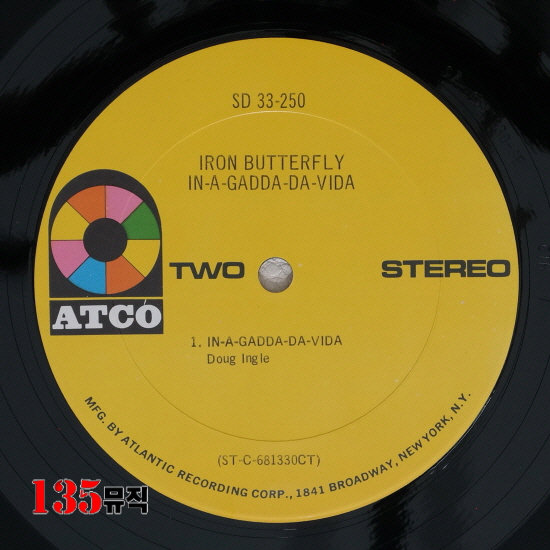 SD 33-250
IRON BUTTERFLY
IN-A-GADDA-DA-VIDA
ATCO
TWO
STEREO
1. IN-A-GADDA-DA-VIDA
Doug Ingle
(ST-C-681330CT)
MFG. BY ATLANTIC RECORDING CORP., 1841 BROADWAY, NEW YORK, N.Y.
135뮤직